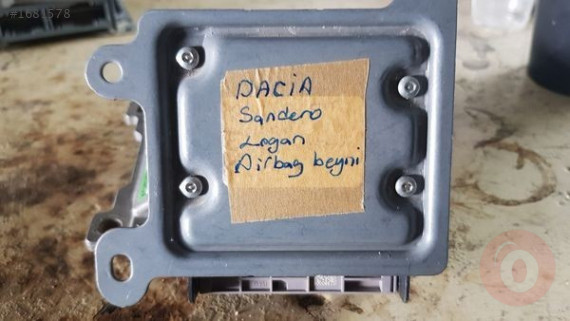 #1681578
DACiA
Sandero
Logan
Airbag beyni